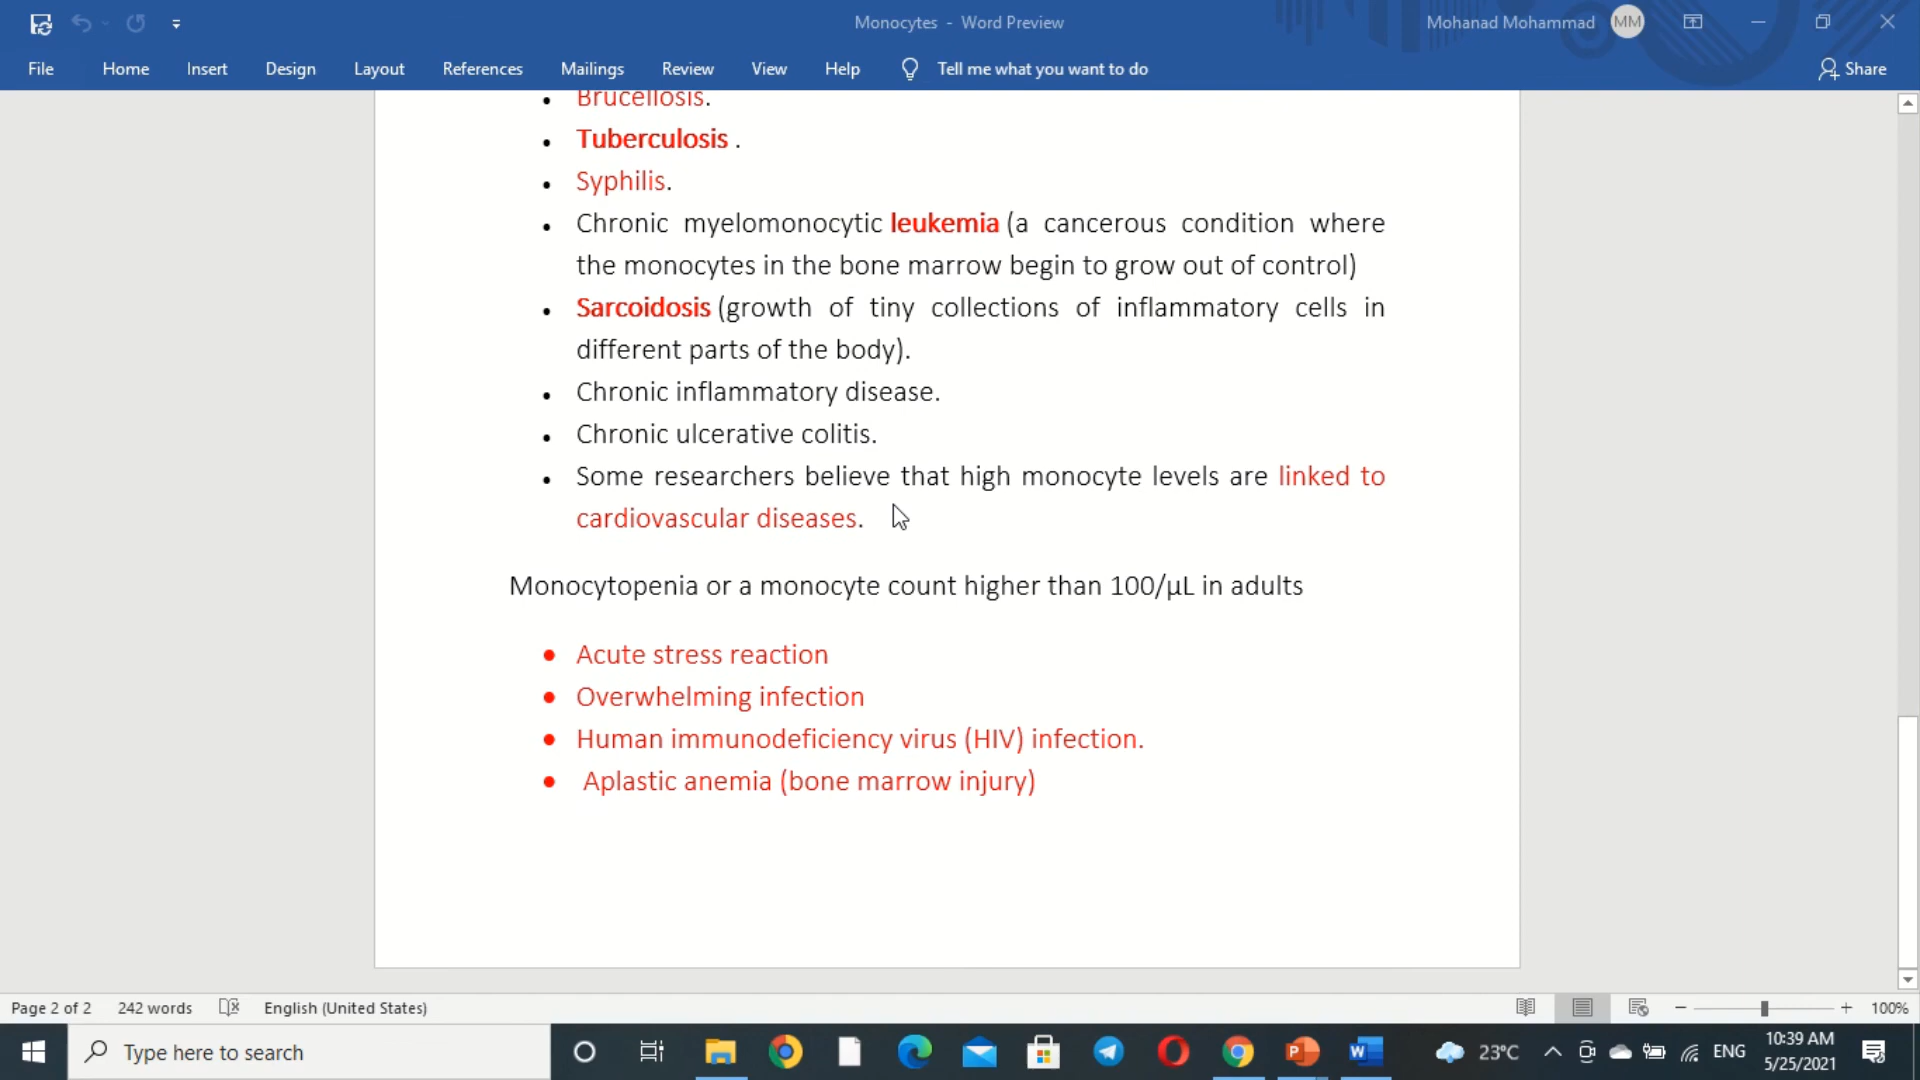 Monocytes - Word Preview
Mohanad Mohammad MM
File Home Insert Design Layout References Mailings Review View Help Tell me what you want to do Share
• Brucellosis.
• Tuberculosis .
• Syphilis.
• Chronic myelomonocytic leukemia (a cancerous condition where
the monocytes in the bone marrow begin to grow out of control)
• Sarcoidosis (growth of tiny collections of inflammatory cells in
different parts of the body).
• Chronic inflammatory disease.
• Chronic ulcerative colitis.
• Some researchers believe that high monocyte levels are linked to
cardiovascular diseases.
Monocytopenia or a monocyte count higher than 100/µL in adults
• Acute stress reaction
• Overwhelming infection
• Human immunodeficiency virus (HIV) infection.
• Aplastic anemia (bone marrow injury)
Page 2 of 2 242 words English (United States) 100%
Type here to search
23°C ENG 10:39 AM
5/25/2021